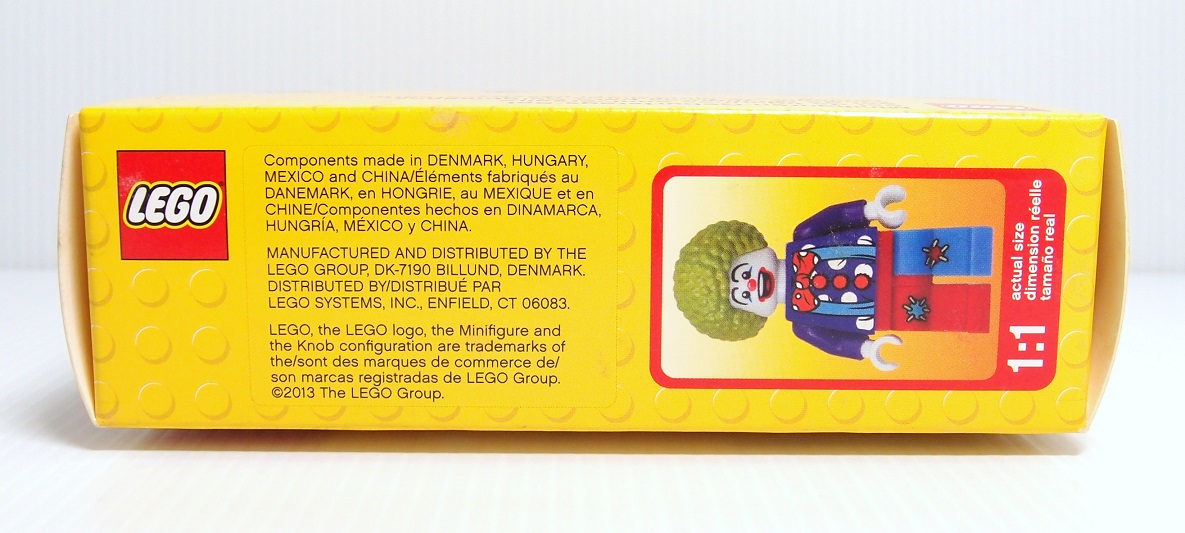 LEGO
Components made in DENMARK, HUNGARY,
MEXICO and CHINA/Éléments fabriqués au
DANEMARK, en HONGRIE, au MEXIQUE et en
CHINE/Componentes hechos en DINAMARCA,
HUNGRÍA, MÉXICO y CHINA.
MANUFACTURED AND DISTRIBUTED BY THE
LEGO GROUP, DK-7190 BILLUND, DENMARK.
DISTRIBUTED BY/DISTRIBUÉ PAR
LEGO SYSTEMS, INC., ENFIELD, CT 06083.
LEGO, the LEGO logo, the Minifigure and
the Knob configuration are trademarks of
the/sont des marques de commerce de/
son marcas registradas de LEGO Group.
©2013 The LEGO Group.
1:1
actual size
dimension réelle
tamaño real